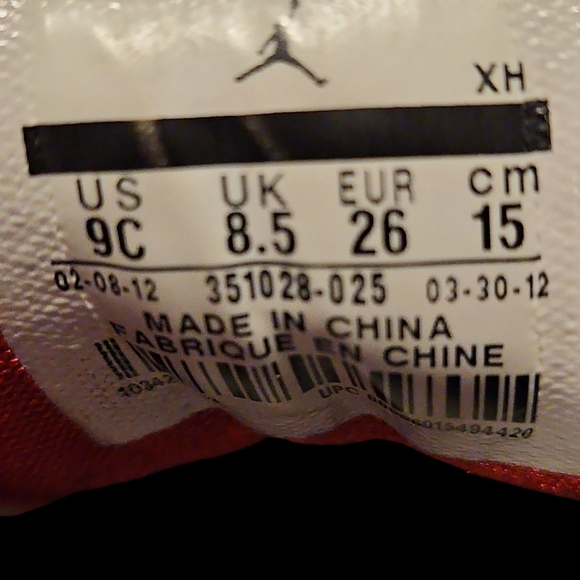 XH
US UK EUR cm
9C 8.5 26 15
02-08-12 351028-025 03-30-12
MADE IN CHINA
FABRIQUE EN CHINE
UPC